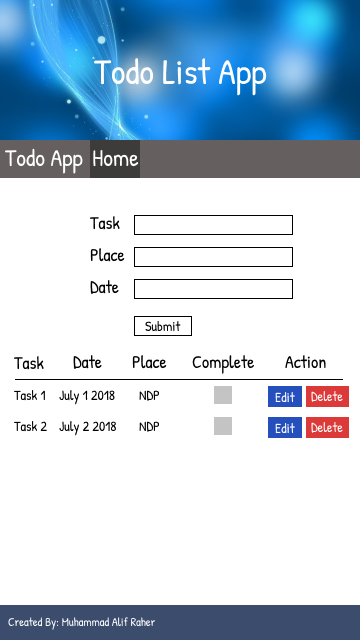 Todo List App
Todo App Home
Task
Place
Date
Submit
Task Date Place Complete Action
Task 1 July 1 2018 NDP Edit Delete
Task 2 July 2 2018 NDP Edit Delete
Created By: Muhammad Alif Raher